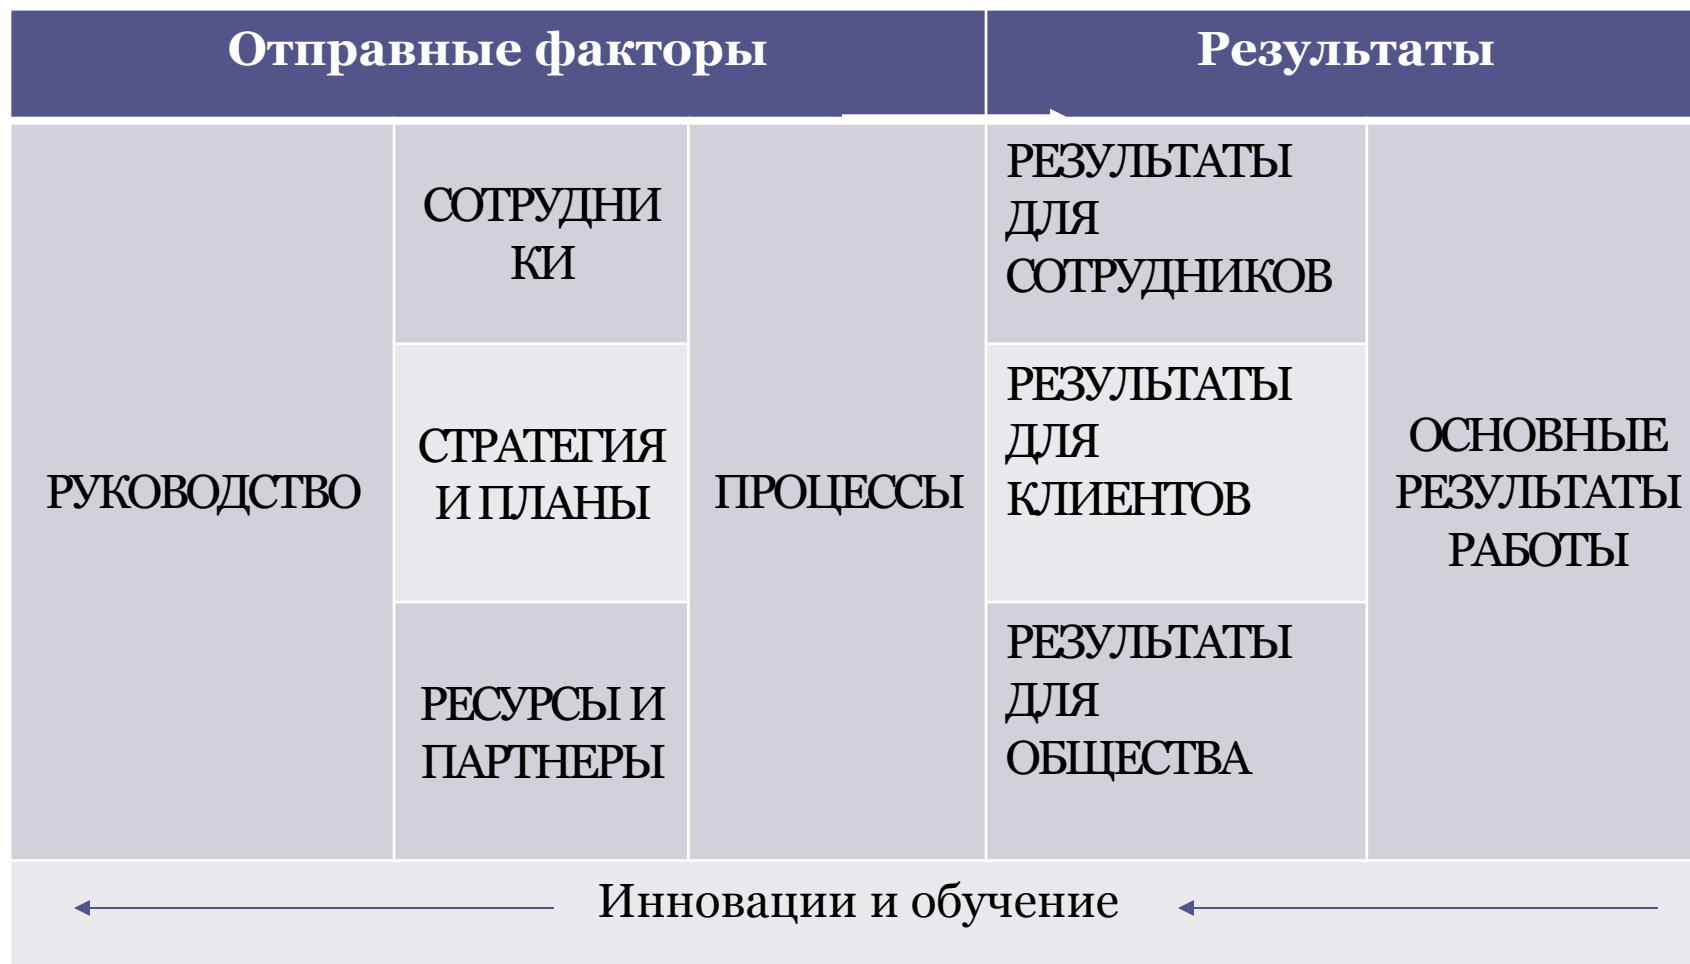 Отправные факторы
Результаты
РУКОВОДСТВО
СОТРУДНИ
КИ
СТРАТЕГИЯ
И ПЛАНЫ
РЕСУРСЫ И
ПАРТНЕРЫ
ПРОЦЕССЫ
РЕЗУЛЬТАТЫ
ДЛЯ
СОТРУДНИКОВ
РЕЗУЛЬТАТЫ
ДЛЯ
КЛИЕНТОВ
РЕЗУЛЬТАТЫ
ДЛЯ
ОБЩЕСТВА
ОСНОВНЫЕ
РЕЗУЛЬТАТЫ
РАБОТЫ
Инновации и обучение